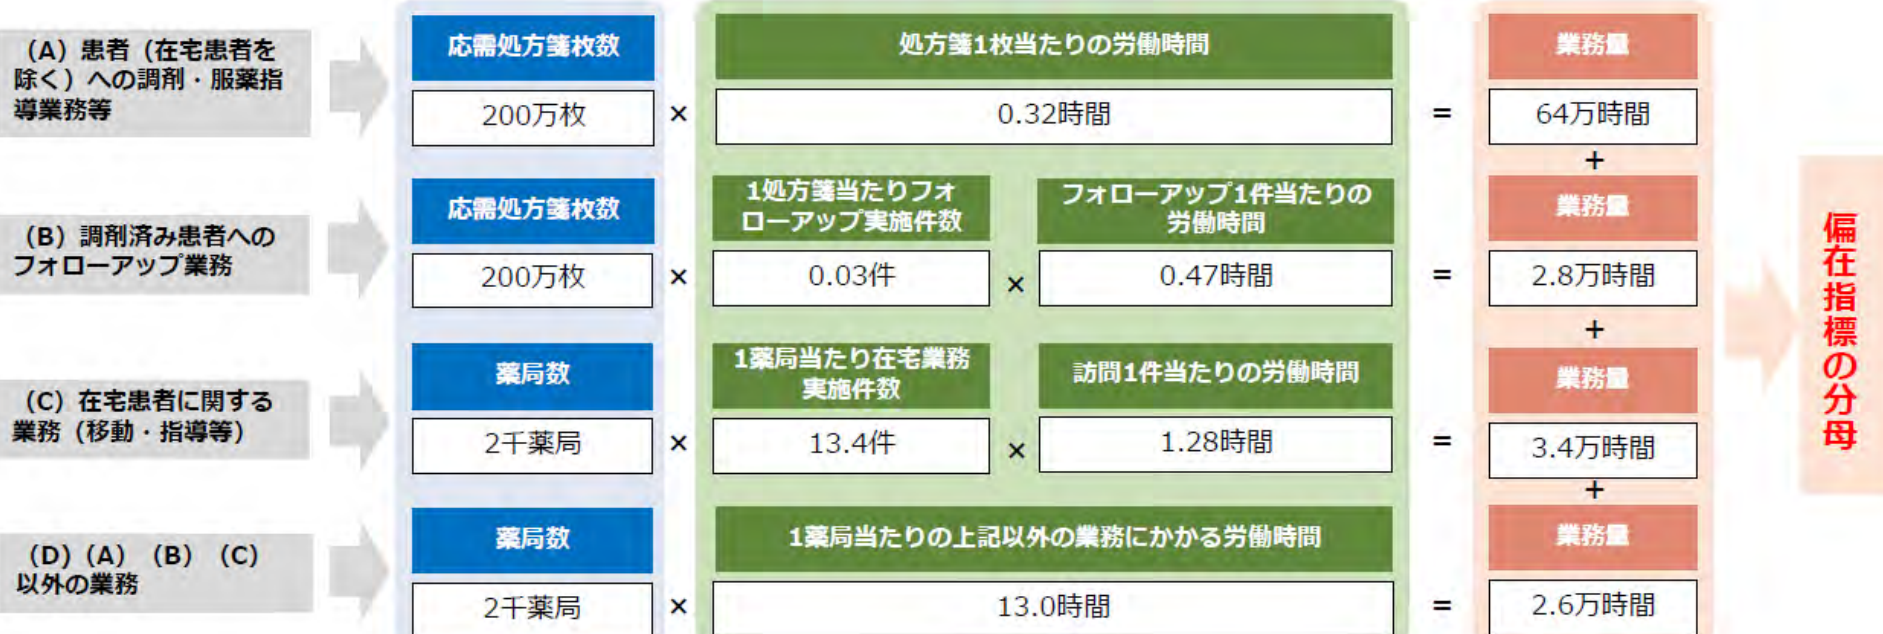 (A) 患者（在宅患者を
除く）への調剤・服薬指
導業務等
応需処方箋枚数
200万枚
×
処方箋1枚当たりの労働時間
0.32時間
=
業務量
64万時間
+
(B) 調剤済み患者への
フォローアップ業務
応需処方箋枚数
200万枚
×
1処方箋当たりフォ
ローアップ実施件数
0.03件
×
フォローアップ1件当たりの
労働時間
0.47時間
=
業務量
2.8万時間
+
(C) 在宅患者に関する
業務（移動・指導等）
薬局数
2千薬局
×
1薬局当たり在宅業務
実施件数
13.4件
×
訪問1件当たりの労働時間
1.28時間
=
業務量
3.4万時間
+
(D) (A) (B) (C)
以外の業務
薬局数
2千薬局
×
1薬局当たりの上記以外の業務にかかる労働時間
13.0時間
=
業務量
2.6万時間
偏在指標の分母